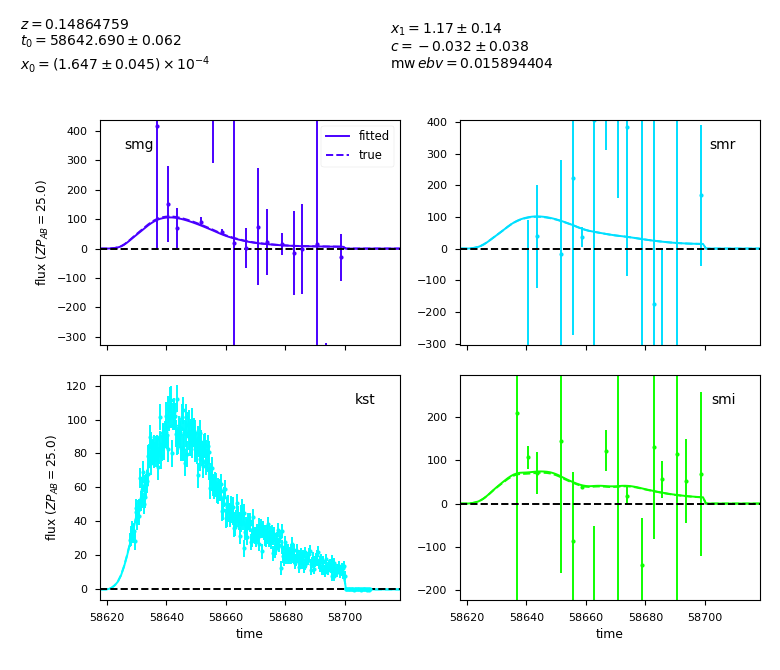 z = 0.14864759
t₀ = 58642.690 ± 0.062
x₀ = (1.647 ± 0.045) × 10⁻⁴
x₁ = 1.17 ± 0.14
c = −0.032 ± 0.038
mw ebv = 0.015894404
smg
fitted
true
400
300
200
100
0
−100
−200
−300
flux (ZP_AB = 25.0)
smr
400
300
200
100
0
−100
−200
−300
kst
120
100
80
60
40
20
0
flux (ZP_AB = 25.0)
58620 58640 58660 58680 58700
time
smi
200
100
0
−100
−200
58620 58640 58660 58680 58700
time